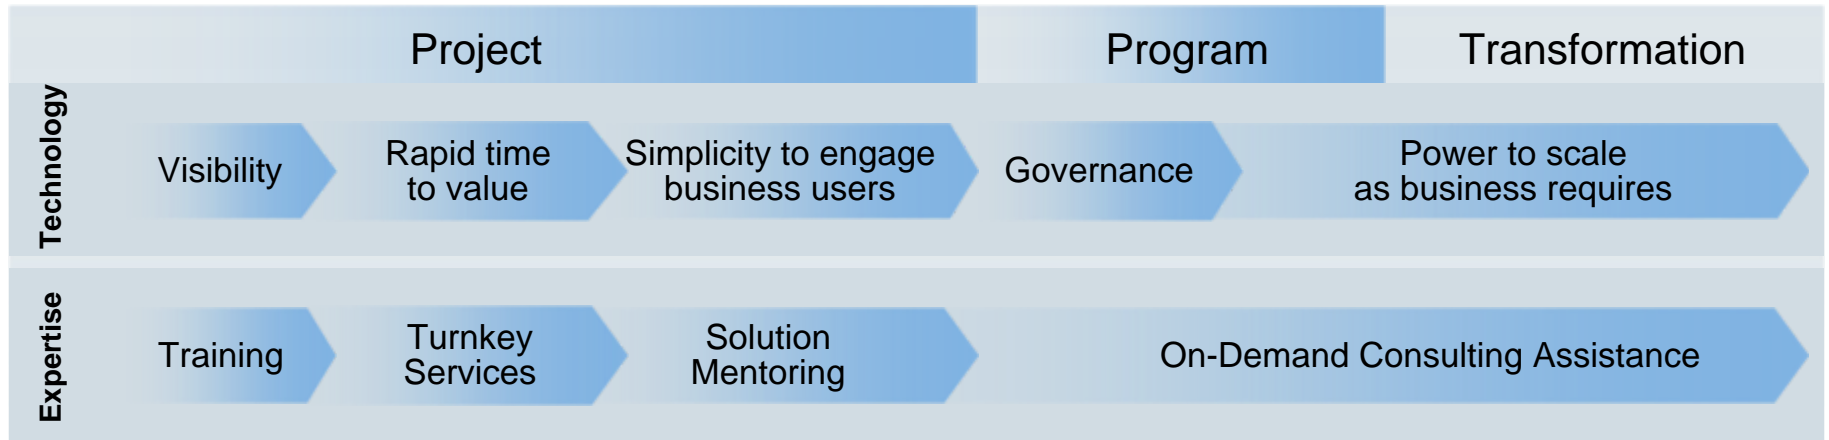 Project
Program
Transformation
Technology
Visibility
Rapid time
to value
Simplicity to engage
business users
Governance
Power to scale
as business requires
Expertise
Training
Turnkey
Services
Solution
Mentoring
On-Demand Consulting Assistance